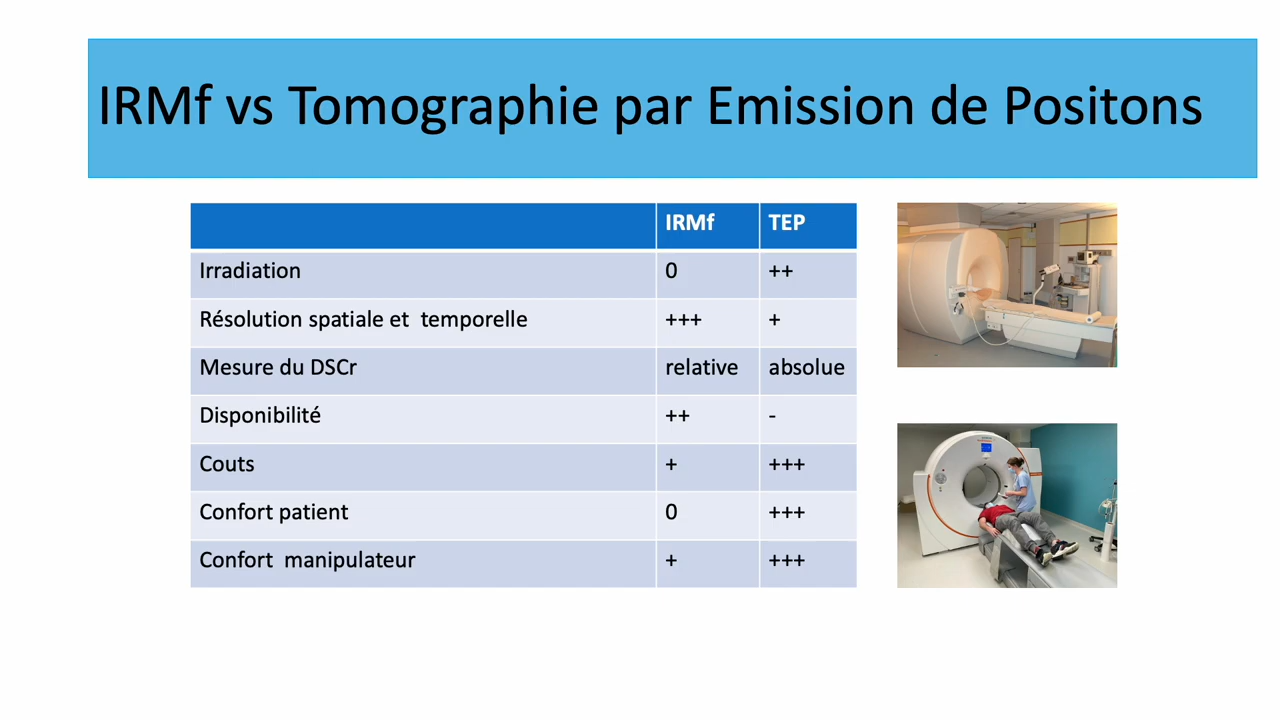 IRMf vs Tomographie par Emission de Positons
IRMf TEP
Irradiation 0 ++
Résolution spatiale et temporelle +++ +
Mesure du DSCr relative absolue
Disponibilité ++ -
Couts + +++
Confort patient 0 +++
Confort manipulateur + +++